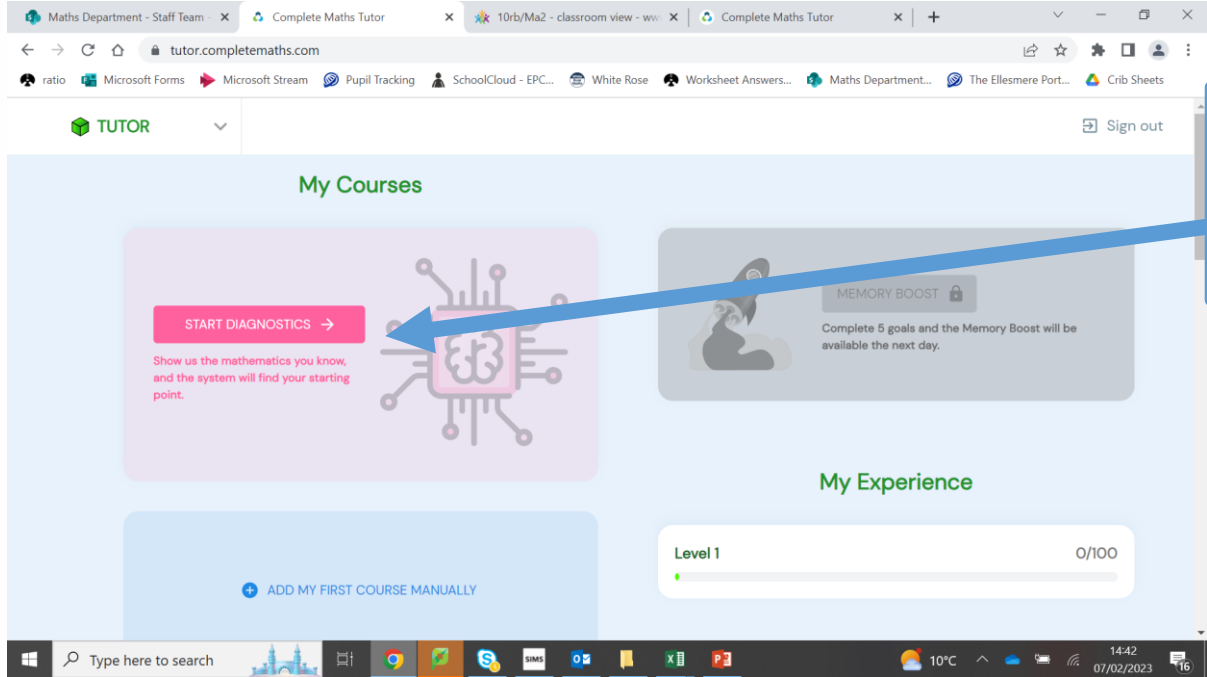 Maths Department - Staff Team -
Complete Maths Tutor
10rb/Ma2 - classroom view - ww
Complete Maths Tutor
tutor.completemaths.com
ratio
Microsoft Forms
Microsoft Stream
Pupil Tracking
SchoolCloud - EPC...
White Rose
Worksheet Answers...
Maths Department...
The Ellesmere Port...
Crib Sheets
TUTOR
Sign out
My Courses
START DIAGNOSTICS →
Show us the mathematics you know,
and the system will find your starting
point.
MEMORY BOOST
Complete 5 goals and the Memory Boost will be
available the next day.
My Experience
Level 1
0/100
ADD MY FIRST COURSE MANUALLY
Type here to search
SIMS
10°C
14:42
07/02/2023
16